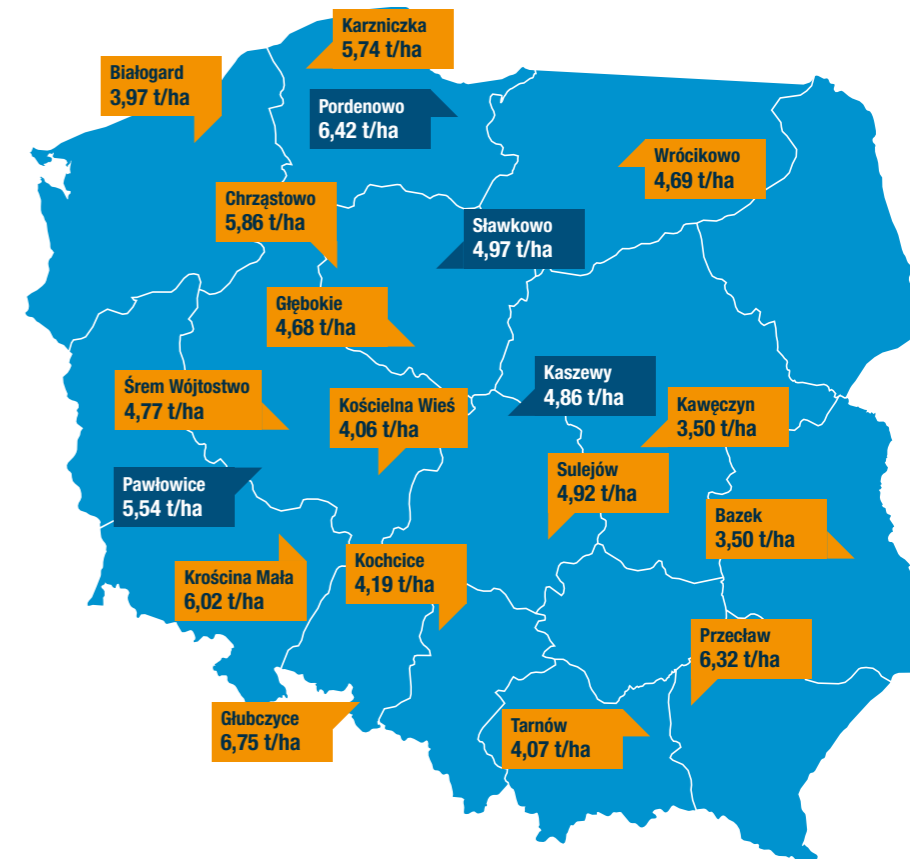 Karzniczka
5,74 t/ha
Białogard
3,97 t/ha
Pordenowo
6,42 t/ha
Wrócikowo
4,69 t/ha
Chrząstowo
5,86 t/ha
Sławkowo
4,97 t/ha
Głębokie
4,68 t/ha
Kaszewy
4,86 t/ha
Śrem Wójtostwo
4,77 t/ha
Kościelna Wieś
4,06 t/ha
Kawęczyn
3,50 t/ha
Sulejów
4,92 t/ha
Pawłowice
5,54 t/ha
Bazek
3,50 t/ha
Kochcice
4,19 t/ha
Krościna Mała
6,02 t/ha
Przecław
6,32 t/ha
Głubczyce
6,75 t/ha
Tarnów
4,07 t/ha